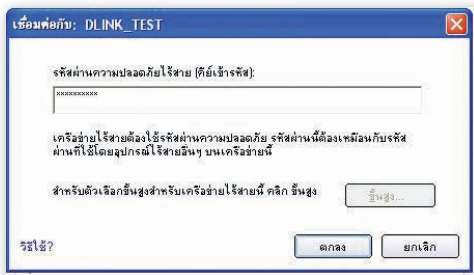 เชื่อมต่อกับ: DLINK_TEST
รหัสผ่านความปลอดภัยไร้สาย (คีย์เข้ารหัส):
xxxxxxxxxx
เครือข่ายไร้สายต้องใช้รหัสผ่านความปลอดภัย รหัสผ่านนี้ต้องเหมือนกับรหัส
ผ่านที่ใช้โดยอุปกรณ์ไร้สายอื่นๆ บนเครือข่ายนี้
สำหรับตัวเลือกขั้นสูงสำหรับเครือข่ายไร้สายนี้ คลิก ขั้นสูง
ขั้นสูง...
วิธีใช้?
ตกลง
ยกเลิก